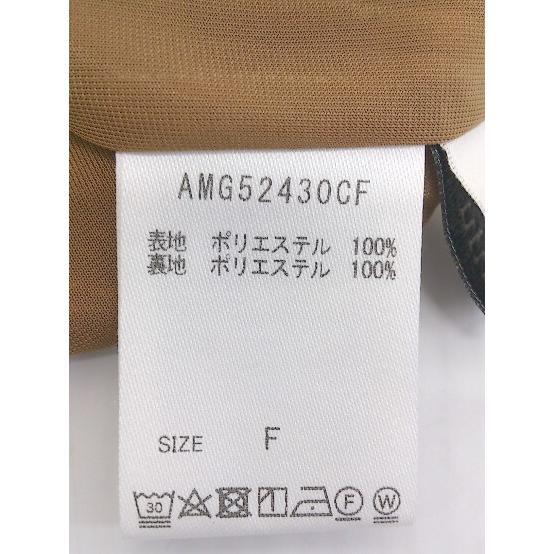 AMG52430CF
表地 ポリエステル 100%
裏地 ポリエステル 100%
SIZE F
30 F W